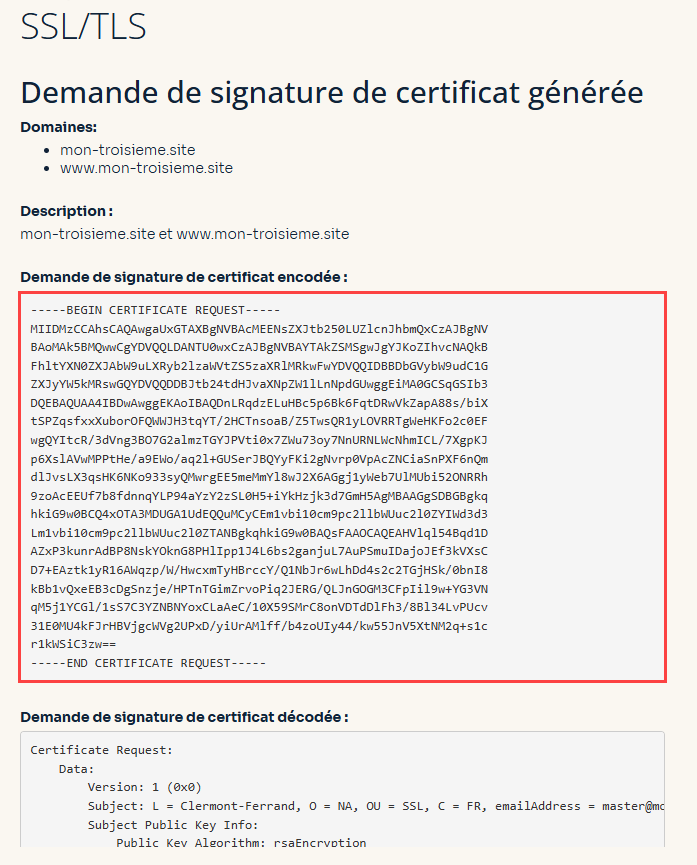 SSL/TLS
Demande de signature de certificat générée
Domaines:
mon-troisieme.site
www.mon-troisieme.site
Description :
mon-troisieme.site et www.mon-troisieme.site
Demande de signature de certificat encodée :
-----BEGIN CERTIFICATE REQUEST-----
MIIDMzCCAhsCAQAwgaUxGTAXBgNVBAcMEENsZXJtb250LUZlcnJhbmQxCzAJBgNV
BAoMAk5BMQwwCgYDVQQLDANTU0wxCzAJBgNVBAYTAkZSMSgwJgYJKoZIhvcNAQkB
FhltYXN0ZXJAbW9uLXRyb2lzaWVtZS5zaXRlMRkwFwYDVQQIDBBDbGVybW9udC1G
ZXJyYW5kMRswGQYDVQQDDBJtb24tdHJvaXNpZW1lLnNpdGUwggEiMA0GCSqGSIb3
DQEBAQUAA4IBDwAwggEKAoIBAQDnLRqdzELuHBc5p6Bk6FqtDRwVkZapA88s/biX
tSPZqsfxxXuborOFQWWJH3tqYT/2HCTnsoaB/Z5TwsQR1yLOVRRTgWeHKFo2c0EF
wgQYItcR/3dVng3BO7G2almzTGYJPVti0x7ZWu73oy7NnURNLWcNhmICL/7XgpKJ
p6XslAVwMPPtHe/a9EWo/aq2l+GUSerJBQYyFKi2gNvrp0VpAcZNCiaSnPXF6nQm
dlJvsLX3qsHK6NKo933syQMwrgEE5meMmYl8wJ2X6AGgj1yWeb7UlMUbi52ONRRh
9zoAcEEUf7b8fdnnqYLP94aYzY2zSL0H5+iYkHzjk3d7GmH5AgMBAAGgSDBGBgkq
hkiG9w0BCQ4xOTA3MDUGA1UdEQQuMCyCEm1vbi10cm9pc2llbWUuc2l0ZYIWd3d3
Lm1vbi10cm9pc2llbWUuc2l0ZTANBgkqhkiG9w0BAQsFAAOCAQEAHVlql54Bqd1D
AZxP3kunrAdBP8NskYOknG8PHlIpp1J4L6bs2ganjuL7AuPSmuIDajoJEf3kVXsC
D7+EAztk1yR16AWqzp/W/HwcxmTyHBrccY/Q1NbJr6wLhDd4s2c2TGjHSk/0bnI8
kBb1vQxeEB3cDgSnzje/HPTnTGimZrvoPiq2JERG/QLJnGOGM3CFpIil9w+YG3VN
qM5j1YCGl/1sS7C3YZNBNYoxCLaAeC/10X59SMrC8onVDTdDlFh3/8Bl34LvPUcv
31E0MU4kFJrHBVjgcWVg2UPxD/yiUrAMlff/b4zoUIy44/kw55JnV5XtNM2q+s1c
r1kWSiC3zw==
-----END CERTIFICATE REQUEST-----
Demande de signature de certificat décodée :
Certificate Request:
Data:
Version: 1 (0x0)
Subject: L = Clermont-Ferrand, O = NA, OU = SSL, C = FR, emailAddress = master@mo
Subject Public Key Info:
Public Key Algorithm: rsaEncryption